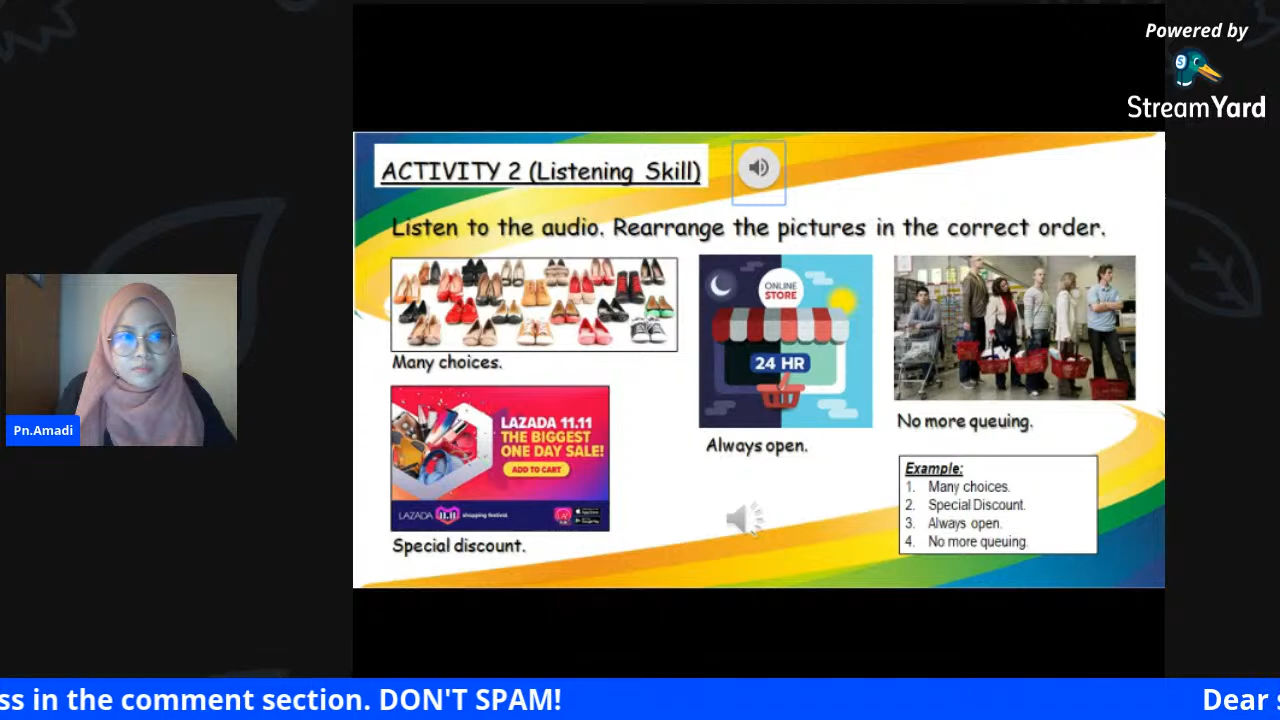 Powered by
StreamYard
ACTIVITY 2 (Listening Skill)
Listen to the audio. Rearrange the pictures in the correct order.
Many choices.
ONLINE
STORE
24 HR
Always open.
No more queuing.
LAZADA 11.11
THE BIGGEST
ONE DAY SALE!
ADD TO CART
LAZADA 11.11 shopping festival
Special discount.
Example:
1. Many choices.
2. Special Discount.
3. Always open.
4. No more queuing.
Pn.Amadi
ss in the comment section. DON'T SPAM!
Dear s